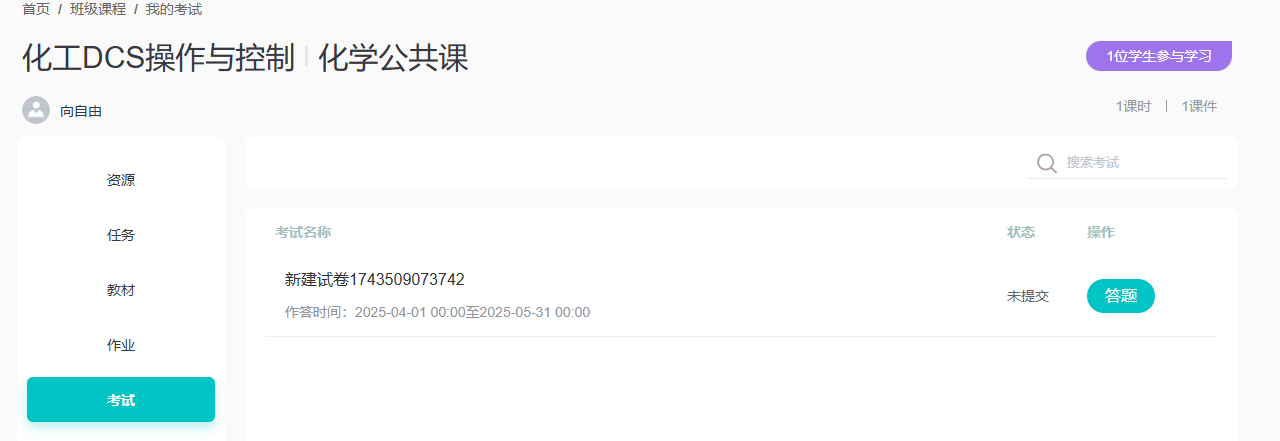 首页 / 班级课程 / 我的考试
化工DCS操作与控制 | 化学公共课
1位学生参与学习
向自由
1课时 | 1课件
资源
任务
教材
作业
考试
搜索考试
考试名称 状态 操作
新建试卷1743509073742
作答时间：2025-04-01 00:00至2025-05-31 00:00
未提交 答题